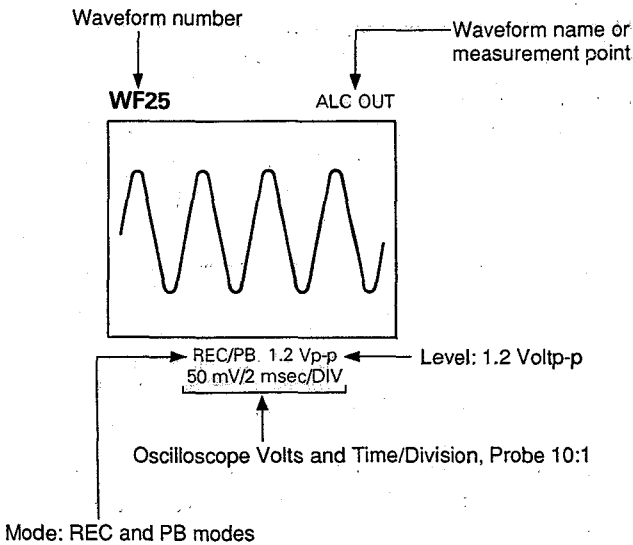 Waveform number
Waveform name or
measurement point
WF25
ALC OUT
REC/PB 1.2 Vp-p
50 mV/2 msec/DIV
Level: 1.2 Voltp-p
Oscilloscope Volts and Time/Division, Probe 10:1
Mode: REC and PB modes